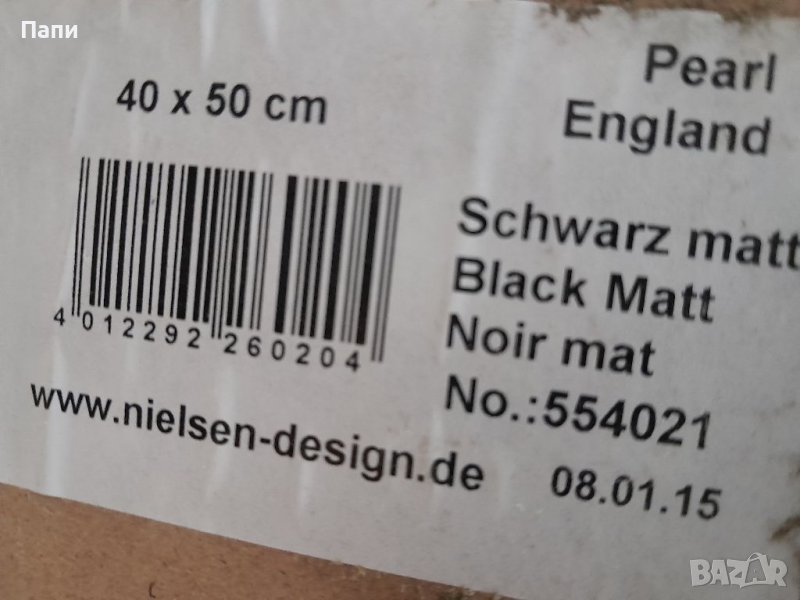 Папи
40 x 50 cm
Pearl
England
4 012292 260204
Schwarz matt
Black Matt
Noir mat
No.:554021
www.nielsen-design.de
08.01.15
BAZAR